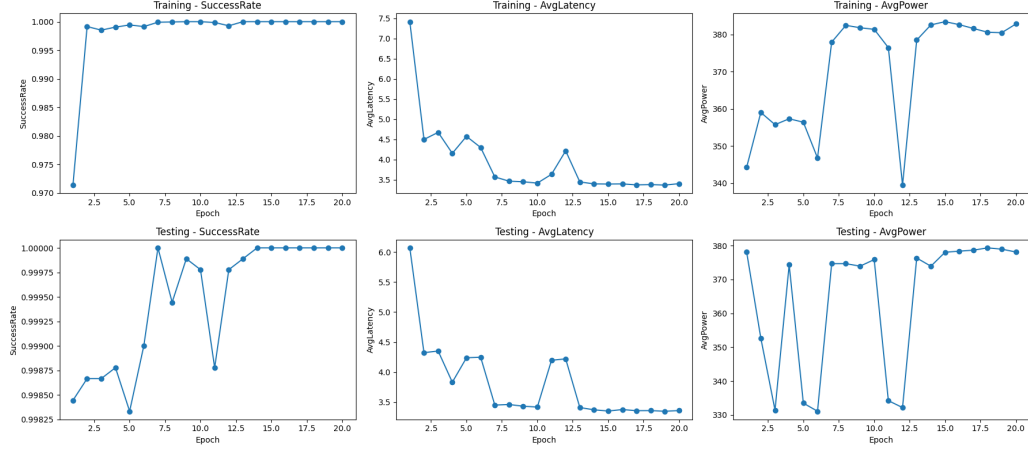 Training - SuccessRate
1.000
0.995
0.990
0.985
0.980
0.975
0.970
SuccessRate
2.5 5.0 7.5 10.0 12.5 15.0 17.5 20.0
Epoch
Training - AvgLatency
7.5
7.0
6.5
6.0
5.5
5.0
4.5
4.0
3.5
AvgLatency
2.5 5.0 7.5 10.0 12.5 15.0 17.5 20.0
Epoch
Training - AvgPower
380
370
360
350
340
AvgPower
2.5 5.0 7.5 10.0 12.5 15.0 17.5 20.0
Epoch
Testing - SuccessRate
1.00000
0.99975
0.99950
0.99925
0.99900
0.99875
0.99850
0.99825
SuccessRate
2.5 5.0 7.5 10.0 12.5 15.0 17.5 20.0
Epoch
Testing - AvgLatency
6.0
5.5
5.0
4.5
4.0
3.5
AvgLatency
2.5 5.0 7.5 10.0 12.5 15.0 17.5 20.0
Epoch
Testing - AvgPower
380
370
360
350
340
330
AvgPower
2.5 5.0 7.5 10.0 12.5 15.0 17.5 20.0
Epoch